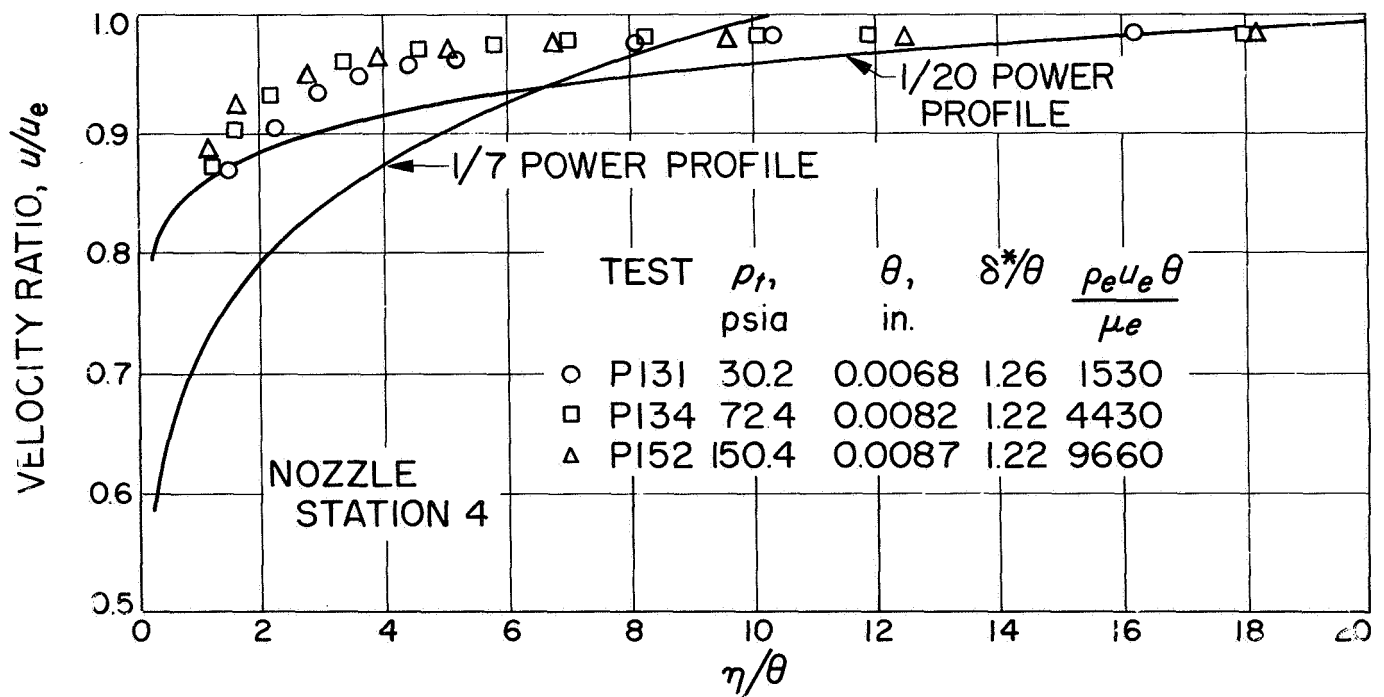 VELOCITY RATIO, u/uₑ
1.0
0.9
0.8
0.7
0.6
0.5
1/20 POWER
PROFILE
1/7 POWER PROFILE
TEST pₜ, θ, δ*/θ ρₑuₑθ
psia in. μₑ
P131 30.2 0.0068 1.26 1530
P134 72.4 0.0082 1.22 4430
P152 150.4 0.0087 1.22 9660
NOZZLE
STATION 4
0 2 4 6 8 10 12 14 16 18 20
η/θ